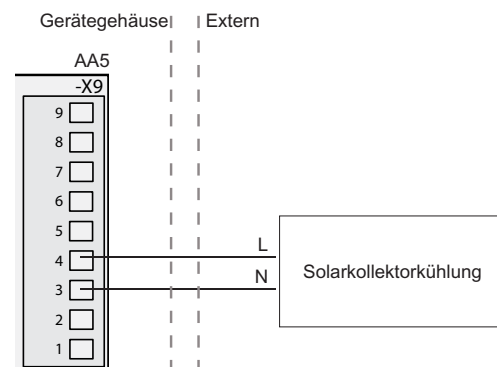 Gerätegehäuse
Extern
AA5
-X9
9
8
7
6
5
4
L
3
N
Solarkollektorkühlung
2
1